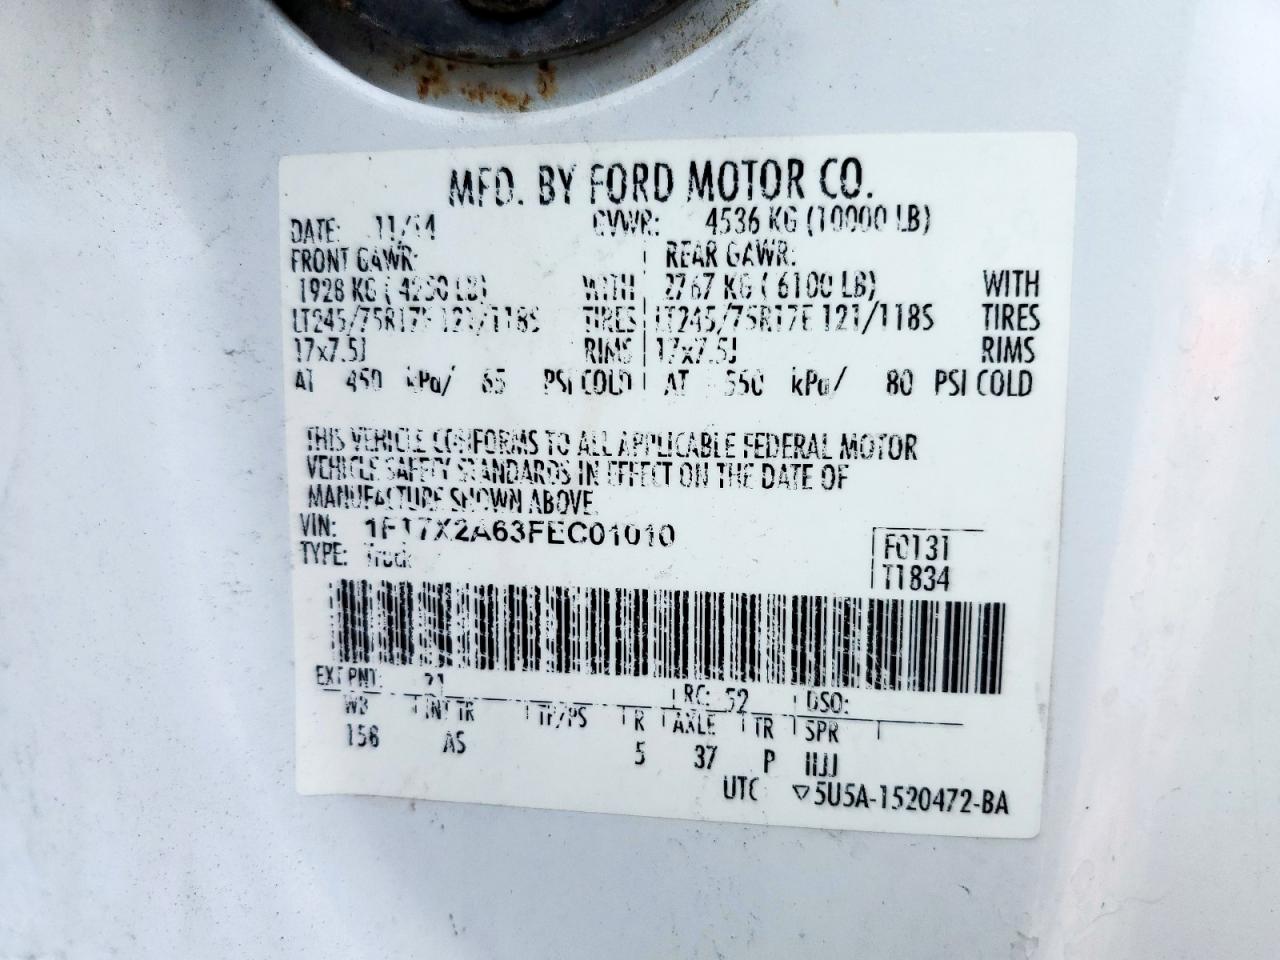 MFD. BY FORD MOTOR CO.
DATE: 11/14 GVWR: 4536 KG (10000 LB)
FRONT GAWR: REAR GAWR:
1928 KG ( 4250 LB) WITH 2767 KG ( 6100 LB) WITH
LT245/75R17E 121/118S TIRES LT245/75R17E 121/118S TIRES
17x7.5J RIMS 17x7.5J RIMS
AT 450 kPa/ 65 PSI COLD AT 550 kPa/ 80 PSI COLD
THIS VEHICLE CONFORMS TO ALL APPLICABLE FEDERAL MOTOR
VEHICLE SAFETY STANDARDS IN EFFECT ON THE DATE OF
MANUFACTURE SHOWN ABOVE.
VIN: 1FT7X2A63FEC01010
TYPE: Truck
F0131
T1834
EXT PNT: RC: 52 DSO:
WB INT TR TP/PS R AXLE TR SPR
158 AS 5 37 P IIJJ
UTC ▽5U5A-1520472-BA